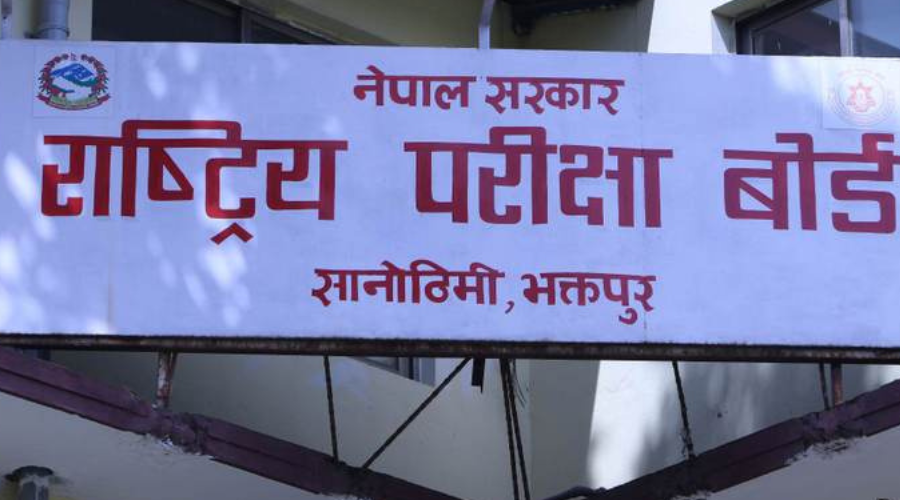 नेपाल सरकार
राष्ट्रिय परीक्षा बोर्ड
सानोठिमी, भक्तपुर